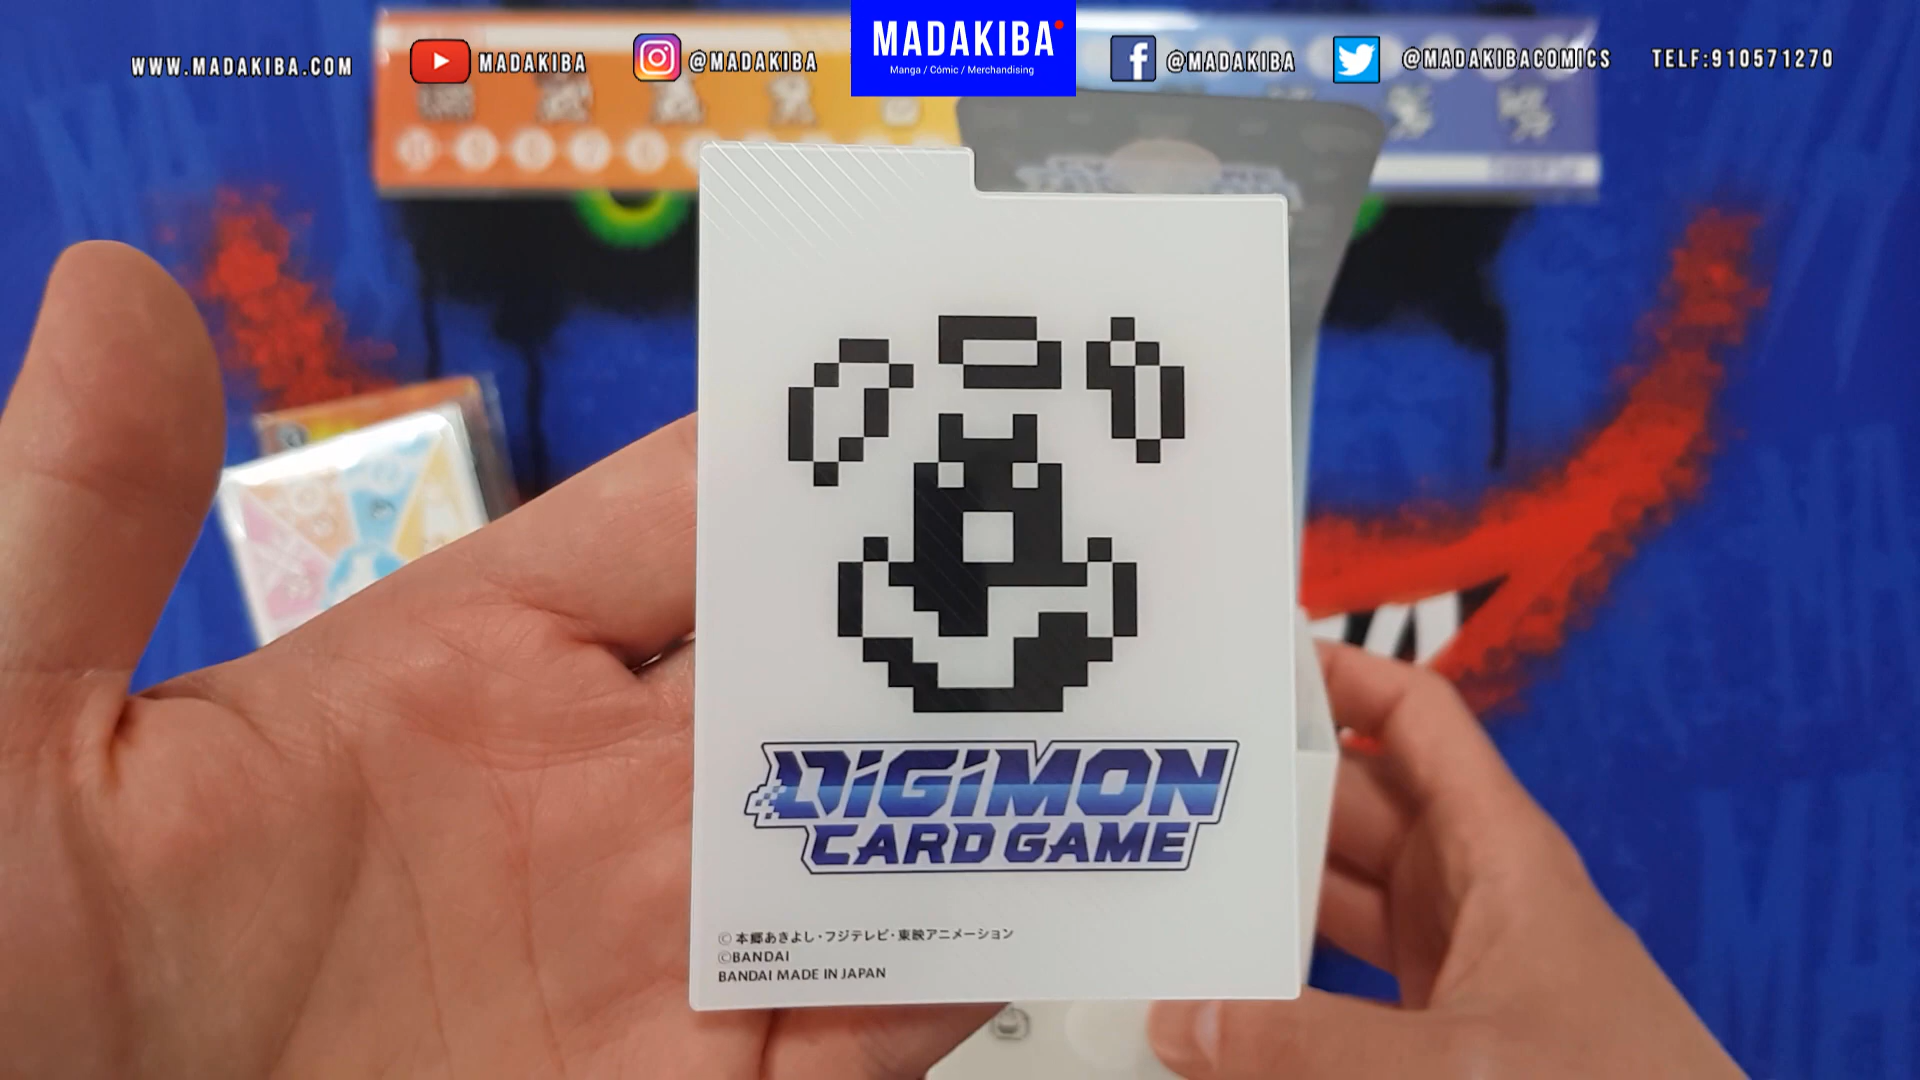 WWW.MADAKIBA.COM
MADAKIBA
@MADAKIBA
MADAKIBA
Manga / Cómic / Merchandising
@MADAKIBA
@MADAKIBACOMICS
TELF:910571270
DIGIMON
CARD GAME
© 本郷あきよし・フジテレビ・東映アニメーション
©BANDAI
BANDAI MADE IN JAPAN